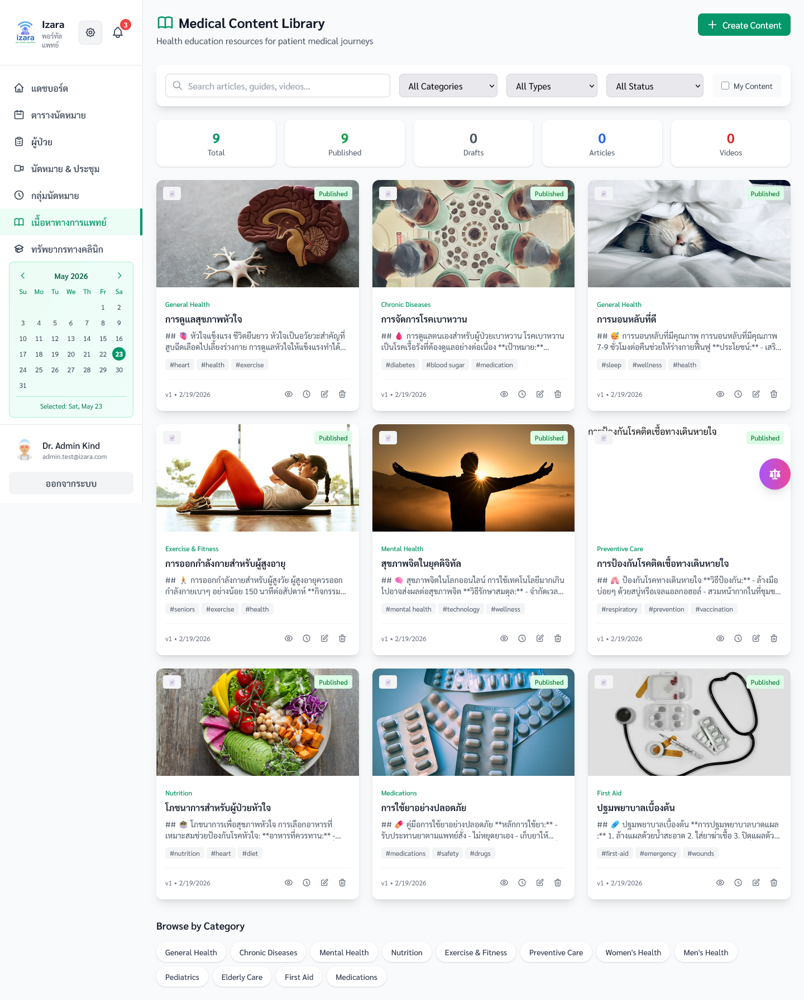 Izara
พอร์ทัล
แพทย์
izara
3
แดชบอร์ด
ตารางนัดหมาย
ผู้ป่วย
นัดหมาย & ประชุม
กลุ่มนัดหมาย
เนื้อหาทางการแพทย์
ทรัพยากรทางคลินิก
May 2026
Su Mo Tu We Th Fr Sa
1 2
3 4 5 6 7 8 9
10 11 12 13 14 15 16
17 18 19 20 21 22 23
24 25 26 27 28 29 30
31
Selected: Sat, May 23
Dr. Admin Kind
admin.test@izara.com
ออกจากระบบ
Medical Content Library
Health education resources for patient medical journeys
Create Content
Search articles, guides, videos...
All Categories
All Types
All Status
My Content
9
Total
9
Published
0
Drafts
0
Articles
0
Videos
Published
General Health
การดูแลสุขภาพหัวใจ
## 🫀 หัวใจแข็งแรง ชีวิตยืนยาว หัวใจเป็นอวัยวะสำคัญที่
สูบฉีดเลือดไปเลี้ยงร่างกาย การดูแลหัวใจให้แข็งแรงทำได้...
#heart #health #exercise
v1 • 2/19/2026
Published
Chronic Diseases
การจัดการโรคเบาหวาน
## 🩸 การดูแลตนเองสำหรับผู้ป่วยเบาหวาน โรคเบาหวาน
เป็นโรคเรื้อรังที่ต้องดูแลอย่างต่อเนื่อง **เป้าหมาย:**...
#diabetes #blood sugar #medication
v1 • 2/19/2026
Published
General Health
การนอนหลับที่ดี
## 😴 การนอนหลับที่มีคุณภาพ การนอนหลับที่มีคุณภาพ
7-9 ชั่วโมงต่อคืนช่วยให้ร่างกายฟื้นฟู **ประโยชน์:** - เสริ...
#sleep #wellness #health
v1 • 2/19/2026
Published
Exercise & Fitness
การออกกำลังกายสำหรับผู้สูงอายุ
## 🚶 การออกกำลังกายสำหรับผู้สูงวัย ผู้สูงอายุควรออก
กำลังกายเบาๆ อย่างน้อย 150 นาทีต่อสัปดาห์ **กิจกรรม...
#seniors #exercise #health
v1 • 2/19/2026
Published
Mental Health
สุขภาพจิตในยุคดิจิทัล
## 🧠 สุขภาพจิตในโลกออนไลน์ การใช้เทคโนโลยีมากเกิน
ไปอาจส่งผลต่อสุขภาพจิต **วิธีรักษาสมดุล:** - จำกัดเวล...
#mental health #technology #wellness
v1 • 2/19/2026
การป้องกันโรคติดเชื้อทางเดินหายใจ
Published
Preventive Care
การป้องกันโรคติดเชื้อทางเดินหายใจ
## 🫁 ป้องกันโรคทางเดินหายใจ **วิธีป้องกัน:** - ล้างมือ
บ่อยๆ ด้วยสบู่หรือเจลแอลกอฮอล์ - สวมหน้ากากในที่ชุมช...
#respiratory #prevention #vaccination
v1 • 2/19/2026
Published
Nutrition
โภชนาการสำหรับผู้ป่วยหัวใจ
## 🥗 โภชนาการเพื่อสุขภาพหัวใจ การเลือกอาหารที่
เหมาะสมช่วยป้องกันโรคหัวใจ: **อาหารที่ควรทาน:** -...
#nutrition #heart #diet
v1 • 2/19/2026
Published
Medications
การใช้ยาอย่างปลอดภัย
## 💊 คู่มือการใช้ยาอย่างปลอดภัย **หลักการใช้ยา:** -
รับประทานยาตามแพทย์สั่ง - ไม่หยุดยาเอง - เก็บยาให้...
#medications #safety #drugs
v1 • 2/19/2026
Published
First Aid
ปฐมพยาบาลเบื้องต้น
## 🩹 ปฐมพยาบาลเบื้องต้น **การปฐมพยาบาลบาดแผล
:** 1. ล้างแผลด้วยน้ำสะอาด 2. ใส่ยาฆ่าเชื้อ 3. ปิดแผลด้ว...
#first-aid #emergency #wounds
v1 • 2/19/2026
Browse by Category
General Health
Chronic Diseases
Mental Health
Nutrition
Exercise & Fitness
Preventive Care
Women's Health
Men's Health
Pediatrics
Elderly Care
First Aid
Medications